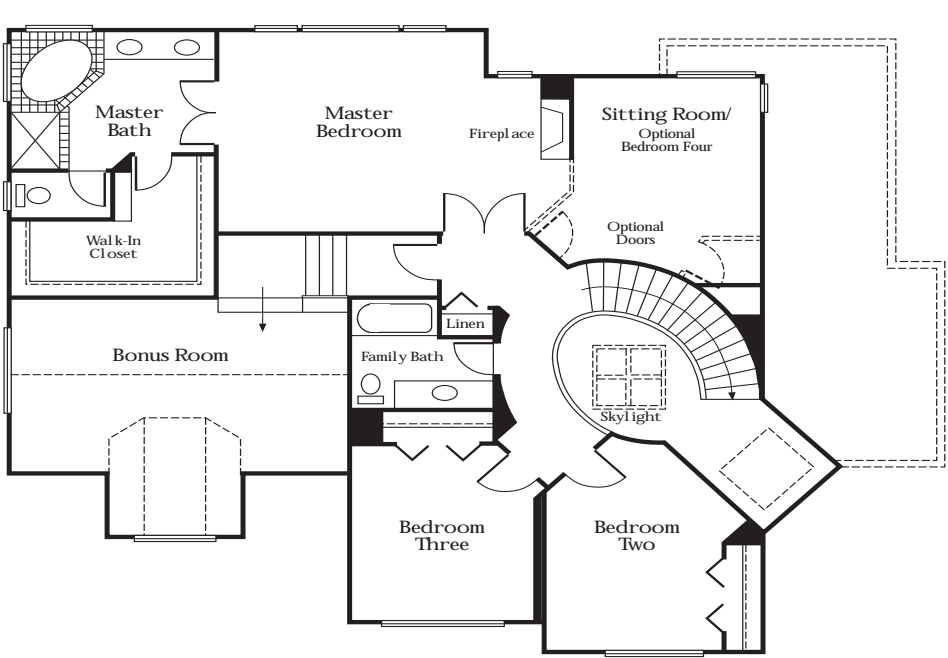 Master
Bath
Master
Bedroom
Fireplace
Sitting Room/
Optional
Bedroom Four
Optional
Doors
Walk-In
Closet
Linen
Bonus Room
Family Bath
Skylight
Bedroom
Three
Bedroom
Two